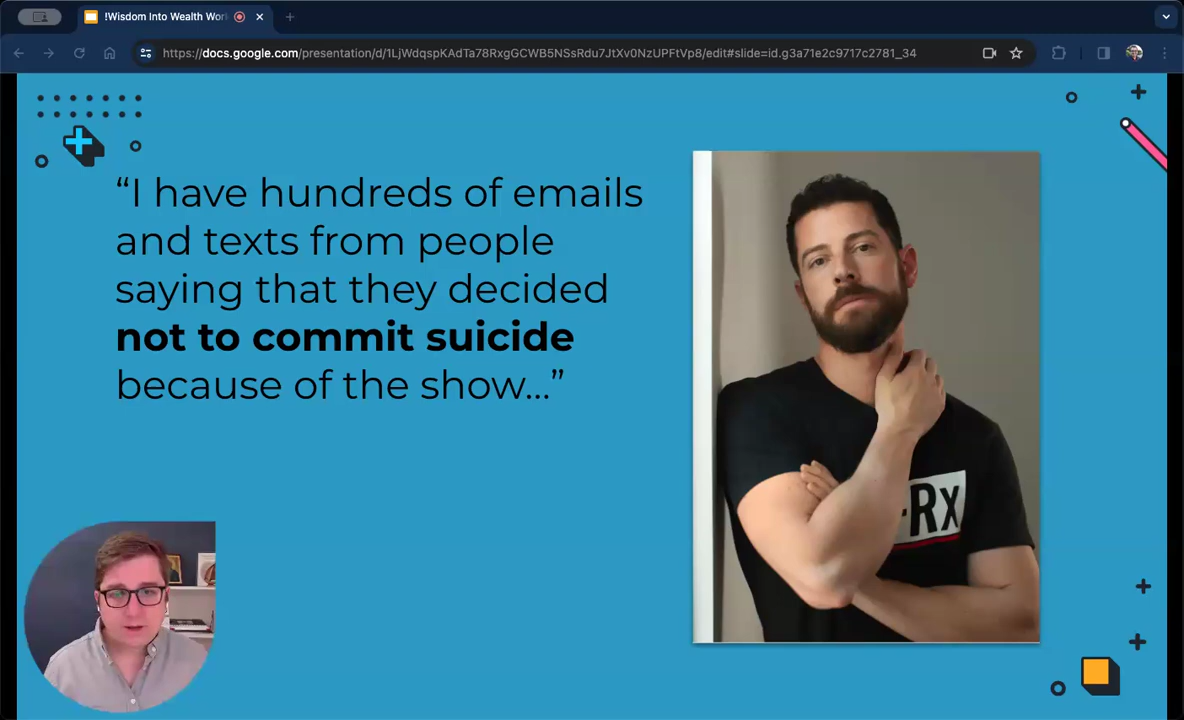 !Wisdom Into Wealth Wor
https://docs.google.com/presentation/d/1LjWdqspKAdTa78RxgGCWB5NSsRdu7JtXv0NzUPFtVp8/edit#slide=id.g3a71e2c9717c2781_34
“I have hundreds of emails
and texts from people
saying that they decided
not to commit suicide
because of the show...”
-Rx